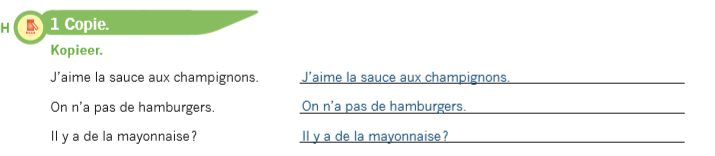 H 1 Copie.
Kopieer.
J'aime la sauce aux champignons. J'aime la sauce aux champignons.
On n'a pas de hamburgers. On n'a pas de hamburgers.
Il y a de la mayonnaise? Il y a de la mayonnaise?